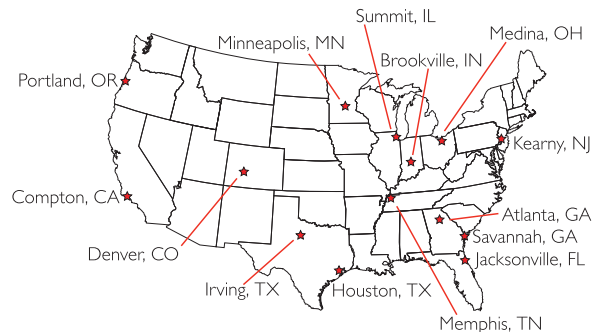 Summit, IL
Medina, OH
Minneapolis, MN
Brookville, IN
Portland, OR
Kearny, NJ
Compton, CA
Atlanta, GA
Savannah, GA
Denver, CO
Jacksonville, FL
Irving, TX
Houston, TX
Memphis, TN